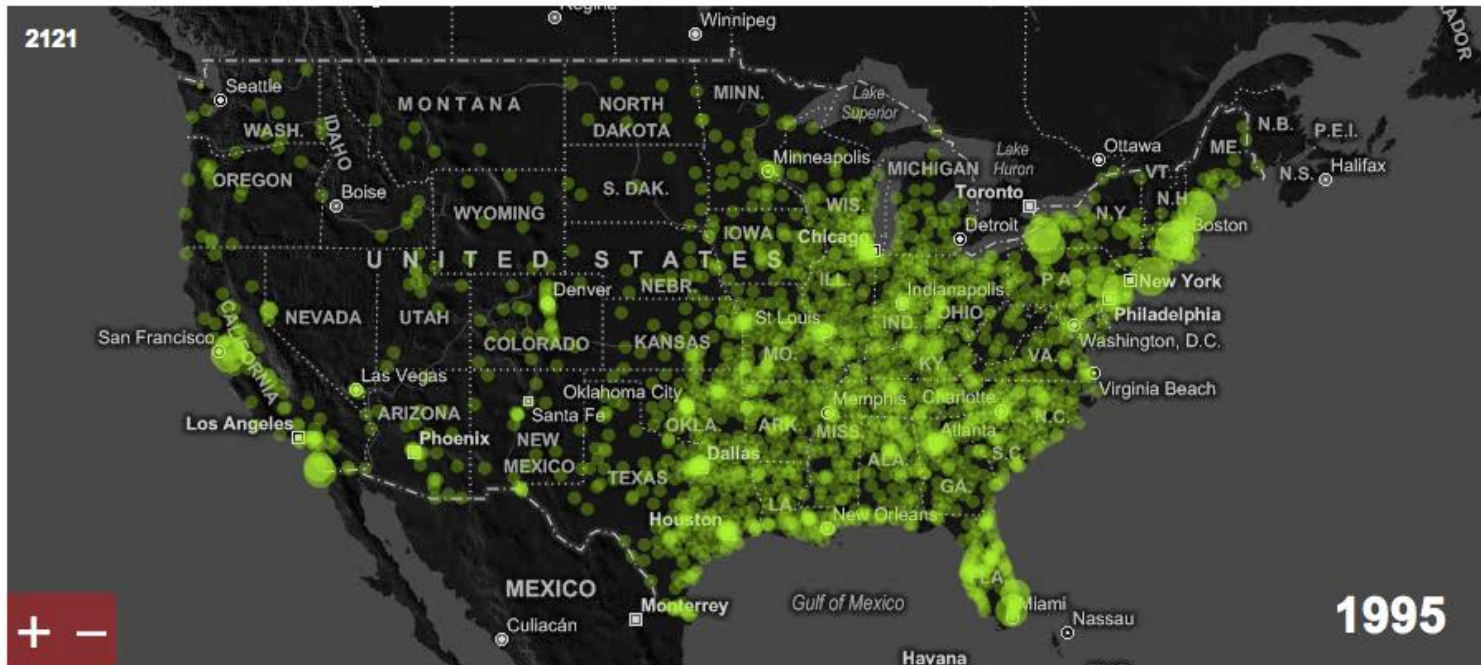 Regina
Winnipeg
2121
ADOR
Seattle
MONTANA
NORTH
DAKOTA
MINN.
Lake
Superior
N.B.
P.E.I.
WASH.
IDAHO
Minneapolis
MICHIGAN
Lake
Huron
Ottawa
VT.
ME.
N.S.
Halifax
OREGON
Boise
WYOMING
S. DAK.
WIS.
Toronto
N.Y.
N.H.
IOWA
Chicago
Detroit
Boston
UNITED STATES
NEBR.
ILL.
Indianapolis
PA.
New York
Denver
NEVADA
UTAH
COLORADO
KANSAS
St Louis
IND.
OHIO
Philadelphia
San Francisco
CALIFORNIA
MO.
KY.
VA.
Washington, D.C.
Las Vegas
Oklahoma City
Virginia Beach
Los Angeles
ARIZONA
Santa Fe
OKLA.
ARK.
Memphis
Charlotte
N.C.
Phoenix
NEW
MEXICO
MISS.
Atlanta
TEXAS
Dallas
ALA.
S.C.
GA.
Houston
LA.
New Orleans
MEXICO
Monterrey
Gulf of Mexico
LA.
Miami
Nassau
1995
+ −
Culiacán
Havana